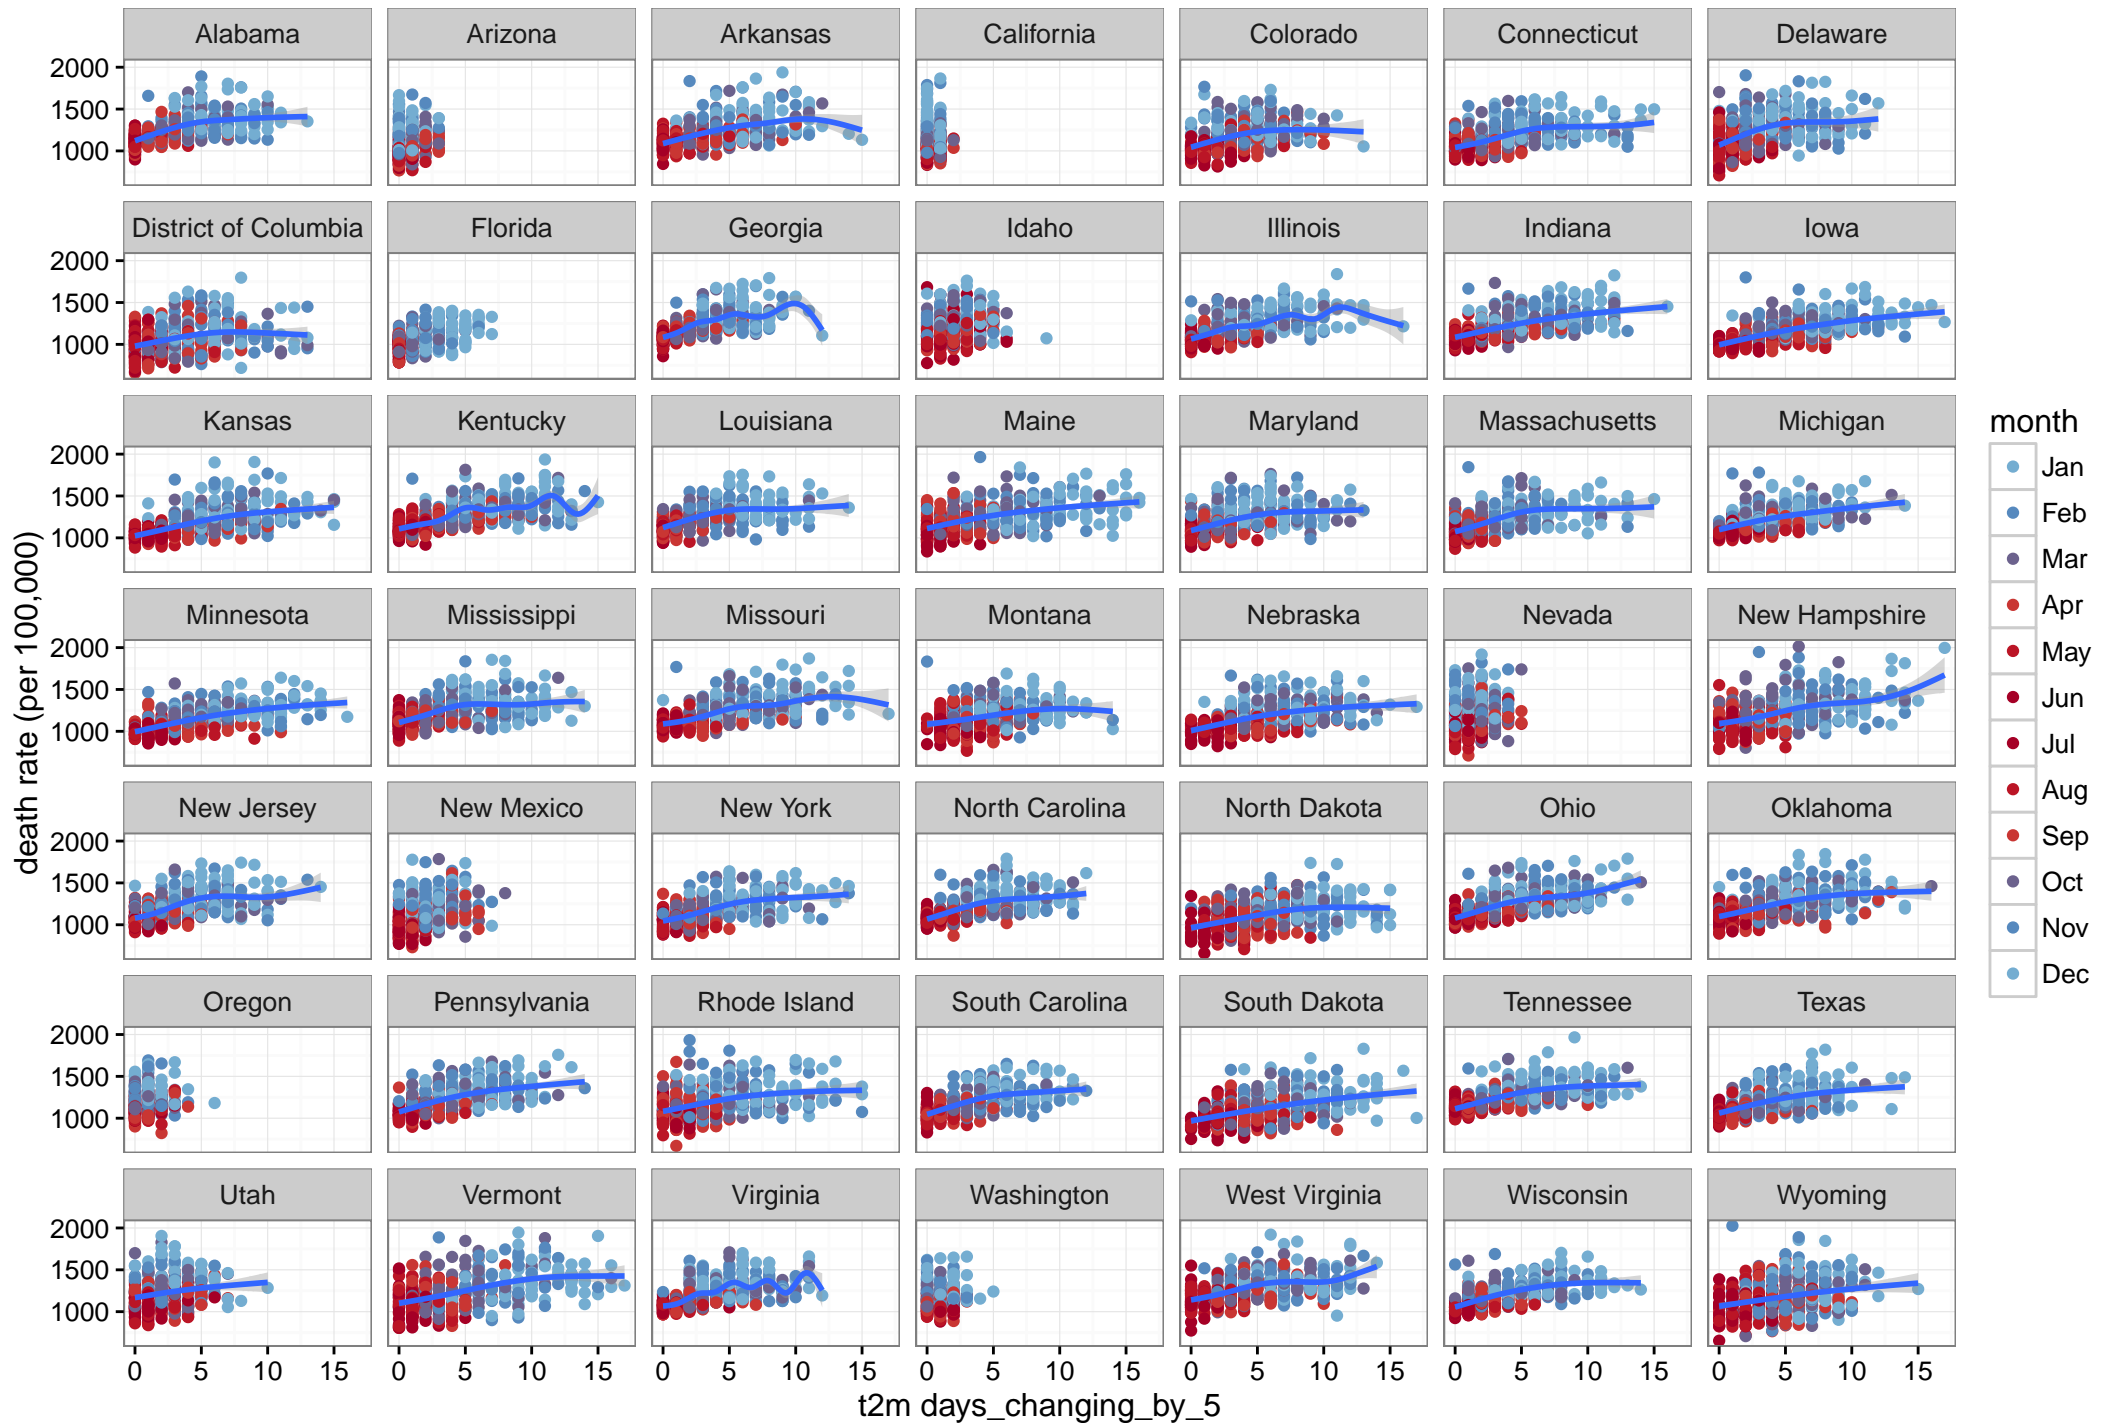 Alabama Arizona Arkansas California Colorado Connecticut Delaware
2000
1500
1000
District of Columbia Florida Georgia Idaho Illinois Indiana Iowa
2000
1500
1000
Kansas Kentucky Louisiana Maine Maryland Massachusetts Michigan
2000
1500
1000
Minnesota Mississippi Missouri Montana Nebraska Nevada New Hampshire
2000
1500
1000
New Jersey New Mexico New York North Carolina North Dakota Ohio Oklahoma
2000
1500
1000
Oregon Pennsylvania Rhode Island South Carolina South Dakota Tennessee Texas
2000
1500
1000
Utah Vermont Virginia Washington West Virginia Wisconsin Wyoming
2000
1500
1000
0 5 10 15 0 5 10 15 0 5 10 15 0 5 10 15 0 5 10 15 0 5 10 15 0 5 10 15
t2m days_changing_by_5
death rate (per 100,000)
month
Jan
Feb
Mar
Apr
May
Jun
Jul
Aug
Sep
Oct
Nov
Dec